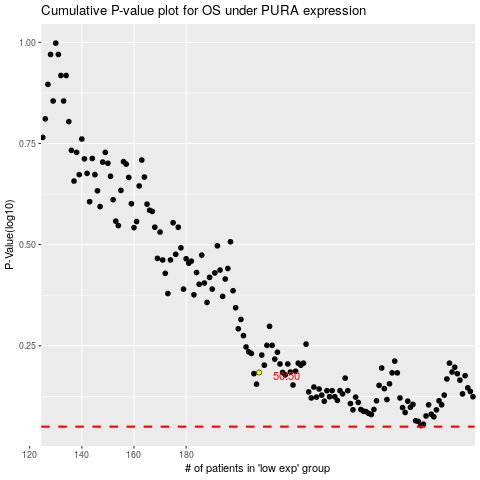 Cumulative P-value plot for OS under PURA expression
P-Value(log10)
1.00
0.75
0.50
0.25
50:50
120 140 160 180
# of patients in 'low exp' group